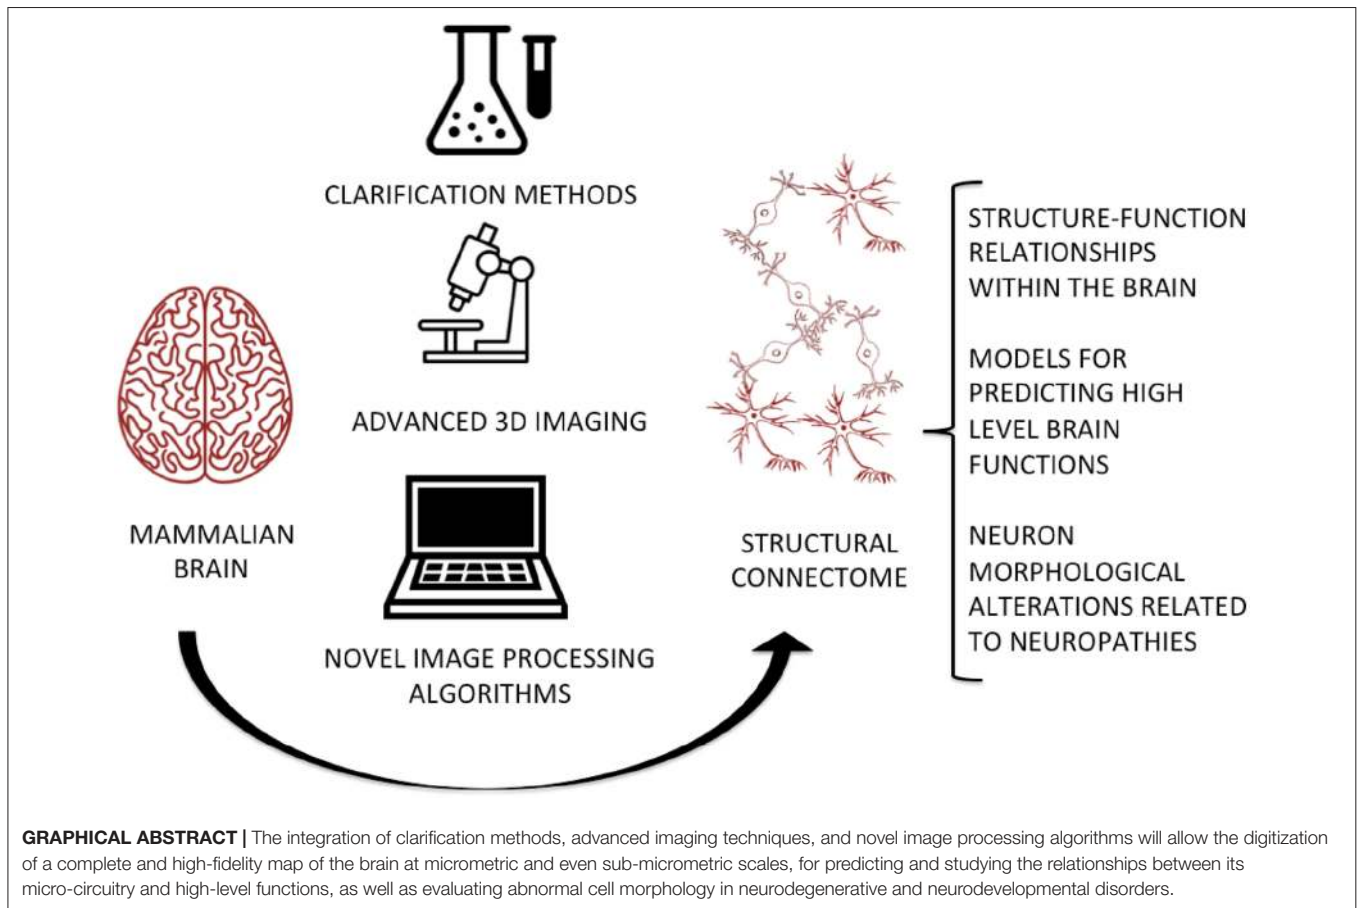 CLARIFICATION METHODS
ADVANCED 3D IMAGING
MAMMALIAN
BRAIN
NOVEL IMAGE PROCESSING
ALGORITHMS
STRUCTURAL
CONNECTOME
STRUCTURE-FUNCTION
RELATIONSHIPS
WITHIN THE BRAIN
MODELS FOR
PREDICTING HIGH
LEVEL BRAIN
FUNCTIONS
NEURON
MORPHOLOGICAL
ALTERATIONS RELATED
TO NEUROPATHIES
GRAPHICAL ABSTRACT | The integration of clarification methods, advanced imaging techniques, and novel image processing algorithms will allow the digitization
of a complete and high-fidelity map of the brain at micrometric and even sub-micrometric scales, for predicting and studying the relationships between its
micro-circuitry and high-level functions, as well as evaluating abnormal cell morphology in neurodegenerative and neurodevelopmental disorders.